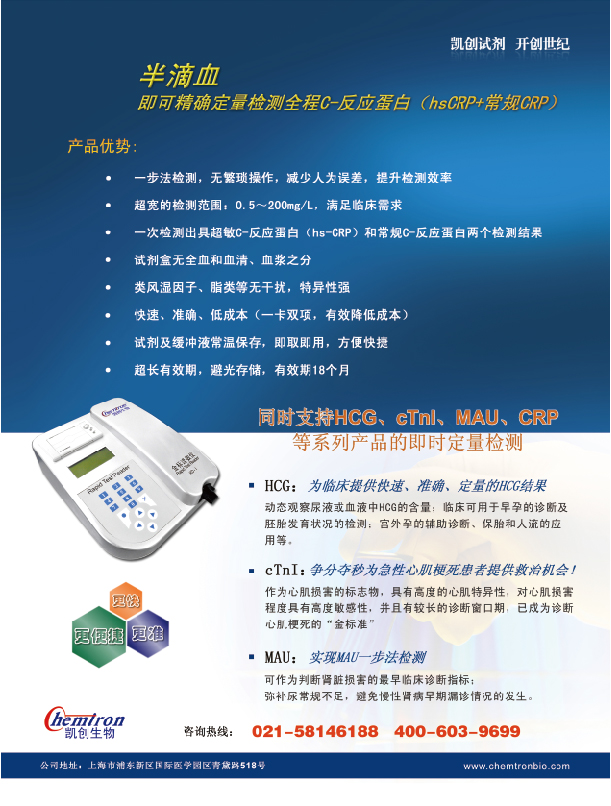 凯创试剂 开创世纪
半滴血
即可精确定量检测全程C-反应蛋白（hsCRP+常规CRP）
产品优势：
• 一步法检测，无繁琐操作，减少人为误差，提升检测效率
• 超宽的检测范围：0.5～200mg/L，满足临床需求
• 一次检测出具超敏C-反应蛋白（hs-CRP）和常规C-反应蛋白两个检测结果
• 试剂盒无全血和血清、血浆之分
• 类风湿因子、脂类等无干扰，特异性强
• 快速、准确、低成本（一卡双项，有效降低成本）
• 试剂及缓冲液常温保存，即取即用，方便快捷
• 超长有效期，避光存储，有效期18个月
Chemtron
凯创生物
金标读数仪
Rapid Test Reader
Rapid Test Reader
同时支持HCG、cTnI、MAU、CRP
等系列产品的即时定量检测
HCG：为临床提供快速、准确、定量的HCG结果
动态观察尿液或血液中HCG的含量；临床可用于早孕的诊断及
胚胎发育状况的检测；宫外孕的辅助诊断、保胎和人流的应
用等。
cTnI：争分夺秒为急性心肌梗死患者提供救治机会！
作为心肌损害的标志物，具有高度的心肌特异性，对心肌损害
程度具有高度敏感性，并且有较长的诊断窗口期，已成为诊断
心肌梗死的“金标准”
MAU：实现MAU一步法检测
可作为判断肾脏损害的最早临床诊断指标；
弥补尿常规不足，避免慢性肾病早期漏诊情况的发生。
更快
更便捷
更准
Chemtron
凯创生物
咨询热线：021-58146188 400-603-9699
公司地址：上海市浦东新区国际医学园区青黛路518号
www.chemtronbio.com